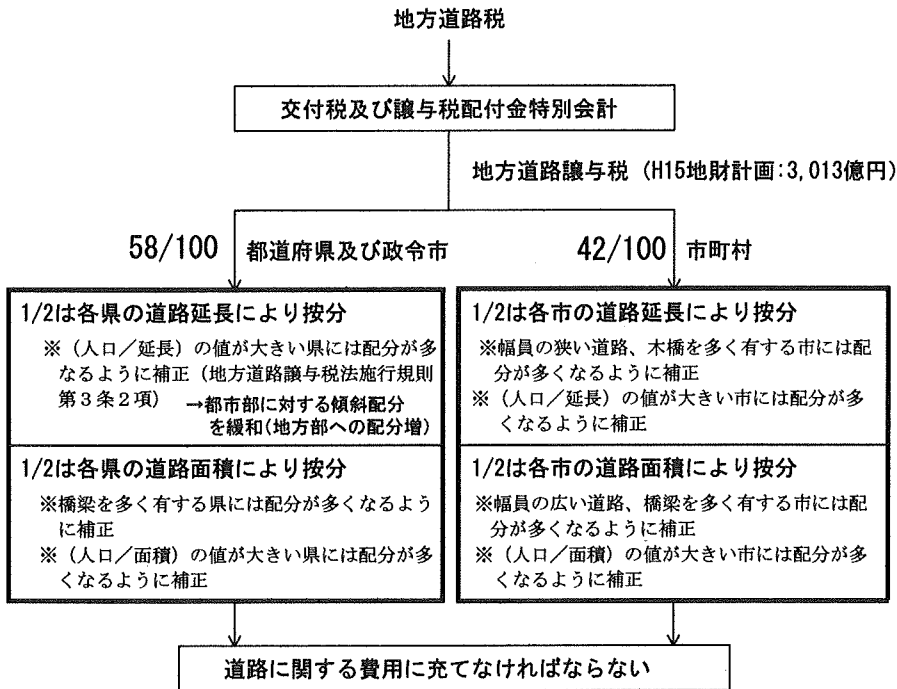 地方道路税
交付税及び譲与税配付金特別会計
地方道路譲与税 (H15地財計画:3,013億円)
58/100 都道府県及び政令市
42/100 市町村
1/2は各県の道路延長により按分
※(人口/延長)の値が大きい県には配分が多
なるように補正(地方道路譲与税法施行規則
第3条2項) →都市部に対する傾斜配分
を緩和(地方部への配分増)
1/2は各県の道路面積により按分
※橋梁を多く有する県には配分が多くなるよう
に補正
※(人口/面積)の値が大きい県には配分が多
くなるように補正
1/2は各市の道路延長により按分
※幅員の狭い道路、木橋を多く有する市には配
分が多くなるように補正
※(人口/延長)の値が大きい市には配分が多
くなるように補正
1/2は各市の道路面積により按分
※幅員の広い道路、橋梁を多く有する市には配
分が多くなるように補正
※(人口/面積)の値が大きい市には配分が多
くなるように補正
道路に関する費用に充てなければならない